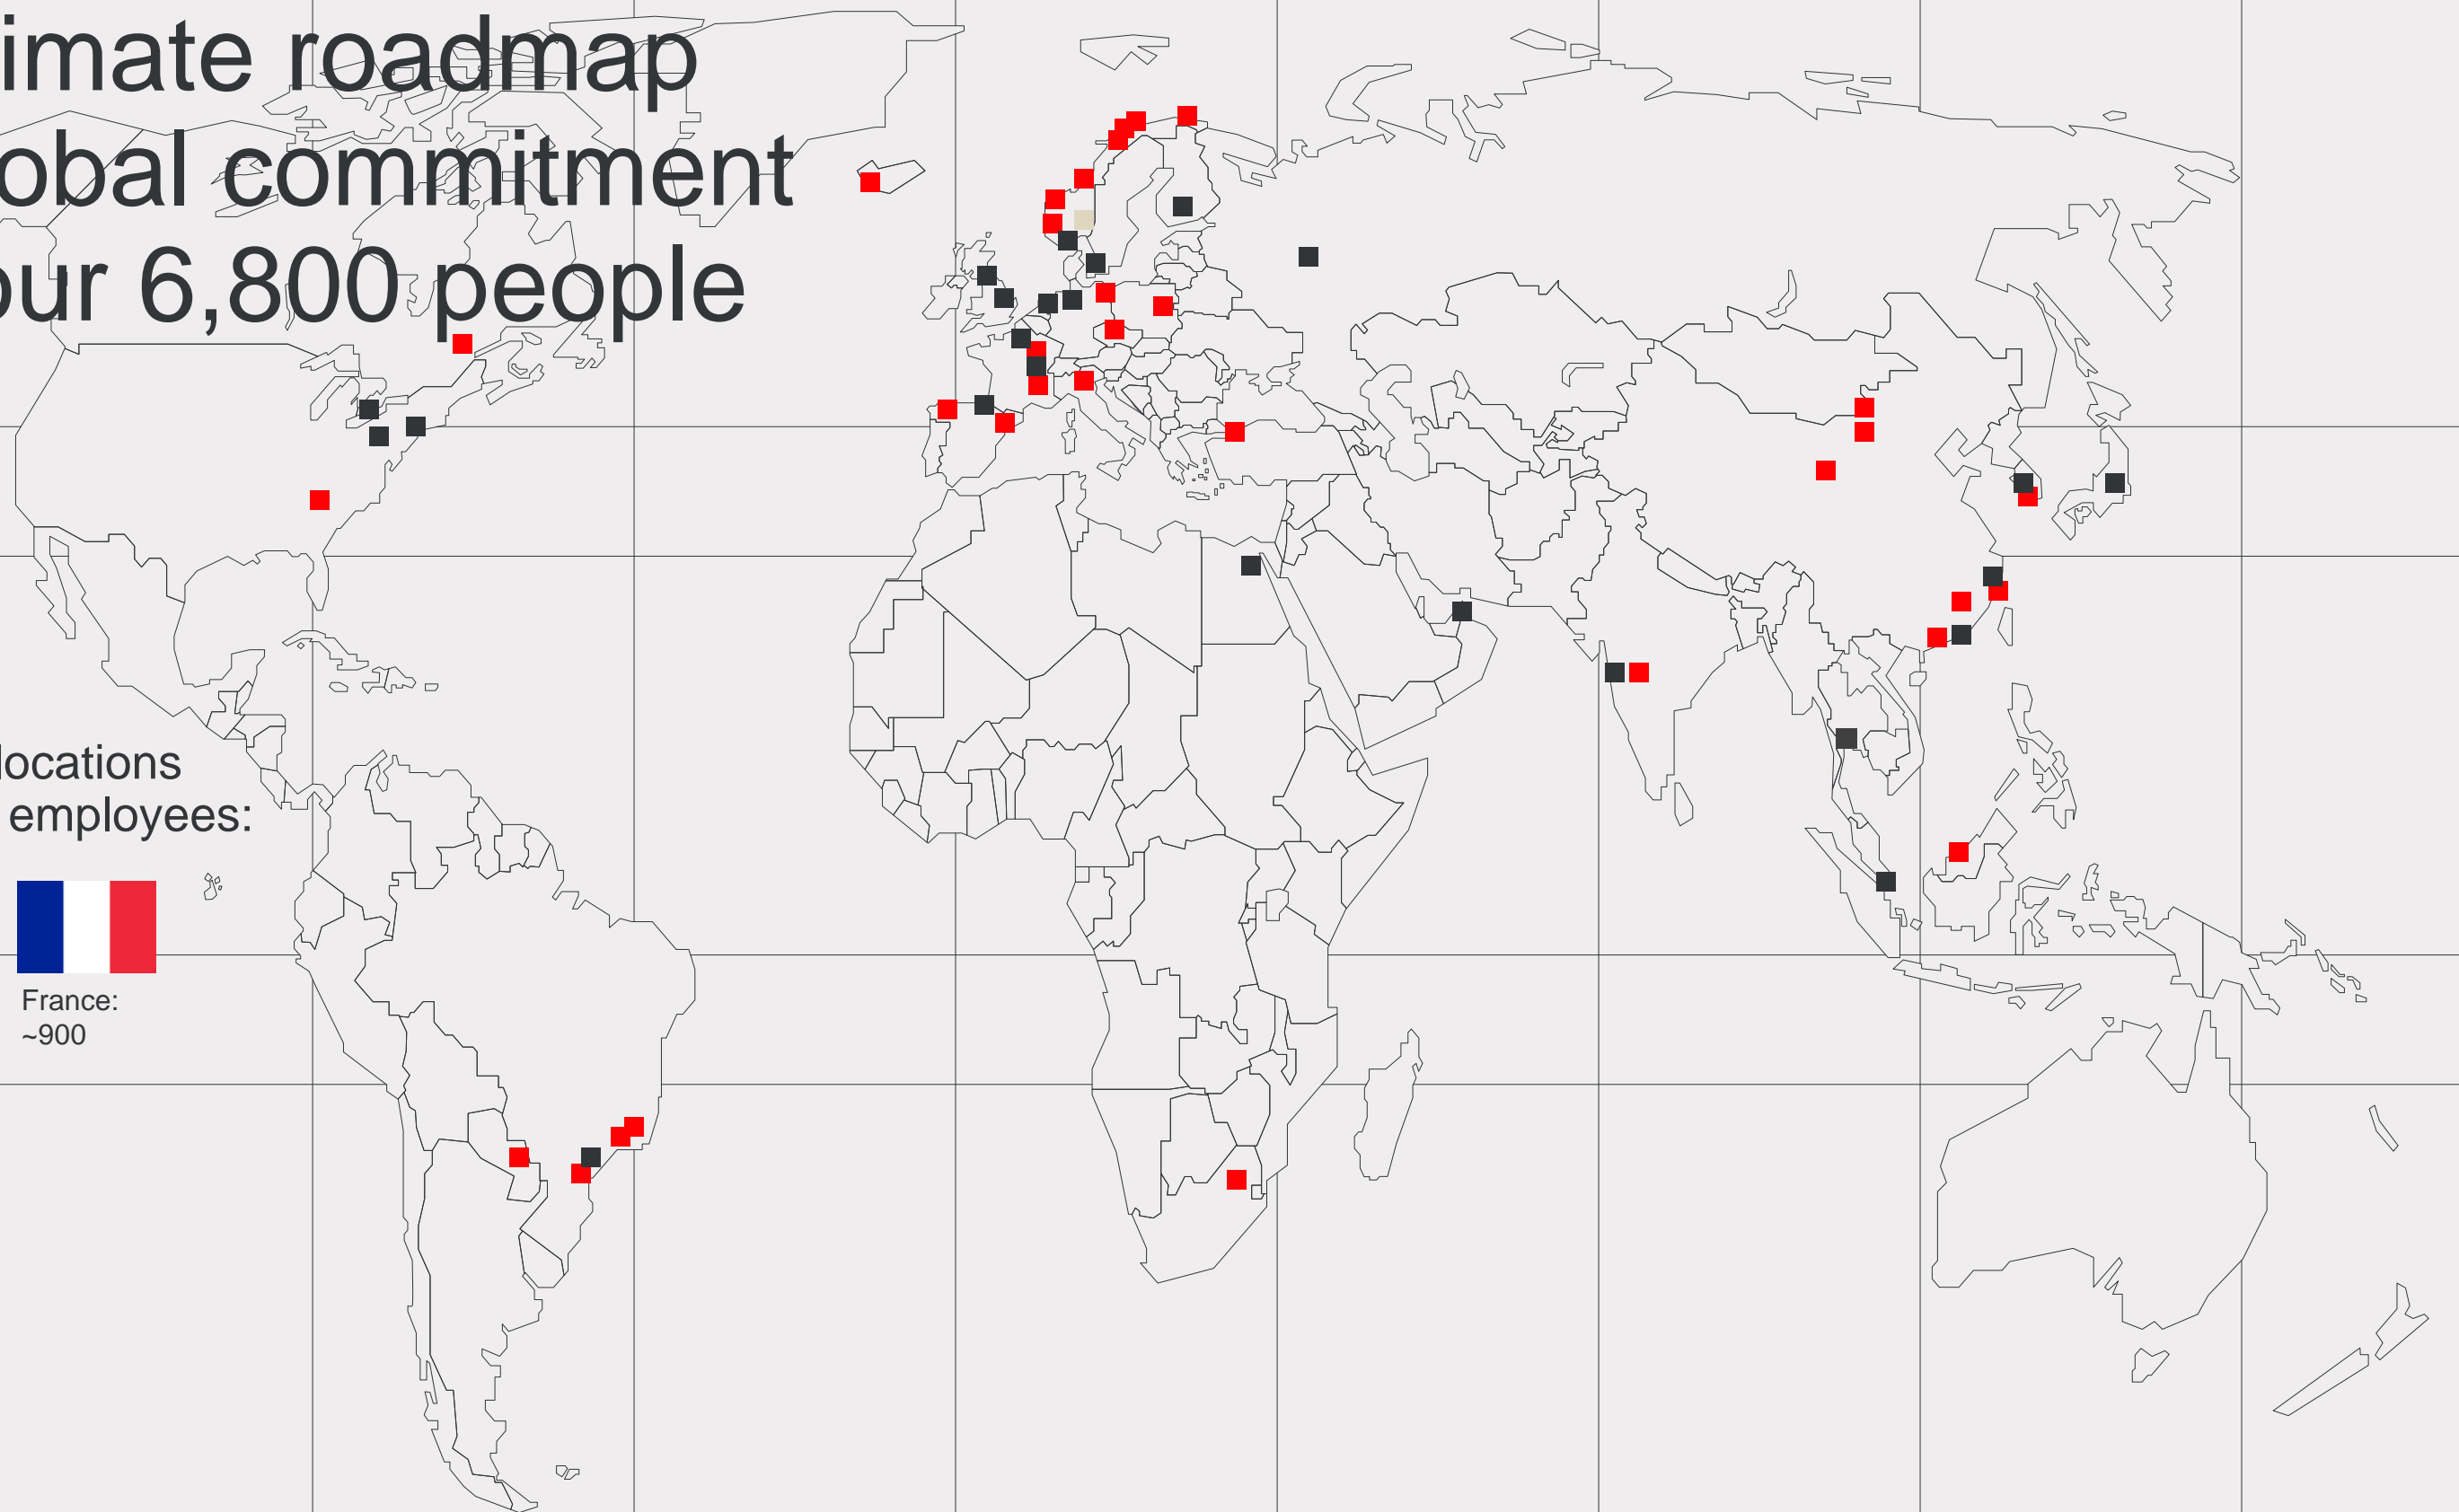 imate roadmap
obal commitment
our 6,800 people
locations
employees:
France:
~900